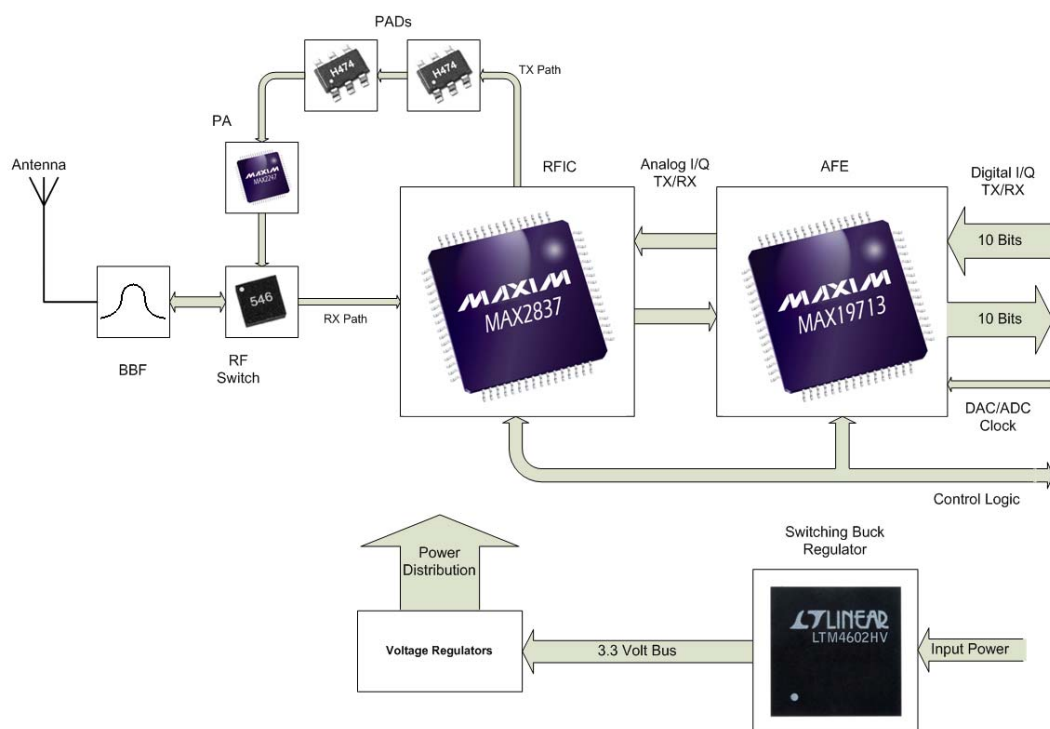 PADs
H474
H474
TX Path
PA
MAXIM
MAX2247
Antenna
RFIC
Analog I/Q
TX/RX
AFE
Digital I/Q
TX/RX
10 Bits
MAXIM
MAX2837
MAXIM
MAX19713
546
RX Path
10 Bits
BBF
RF
Switch
DAC/ADC
Clock
Control Logic
Switching Buck
Regulator
Power
Distribution
LT LINEAR
LTM4602HV
Voltage Regulators
3.3 Volt Bus
Input Power